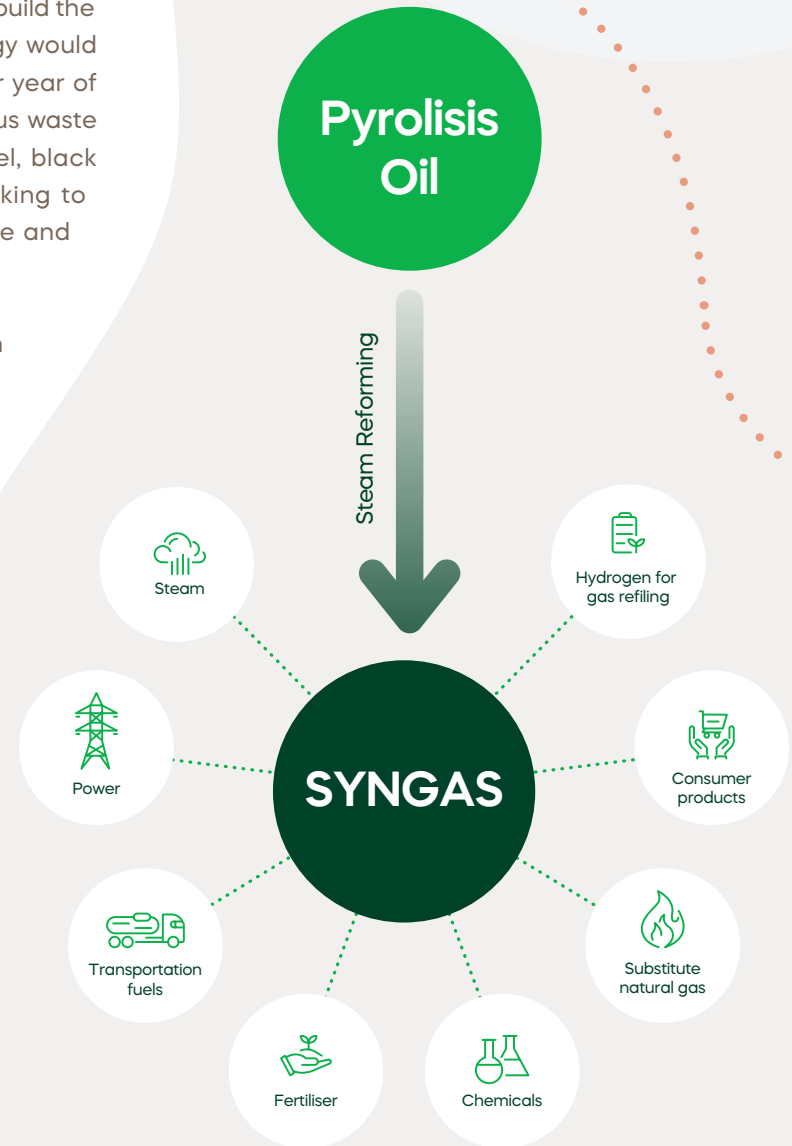 build the
gy would
r year of
us waste
el, black
king to
e and
Pyrolisis
Oil
Steam Reforming
Steam
Hydrogen for
gas refiling
Power
SYNGAS
Consumer
products
Transportation
fuels
Substitute
natural gas
Fertiliser
Chemicals